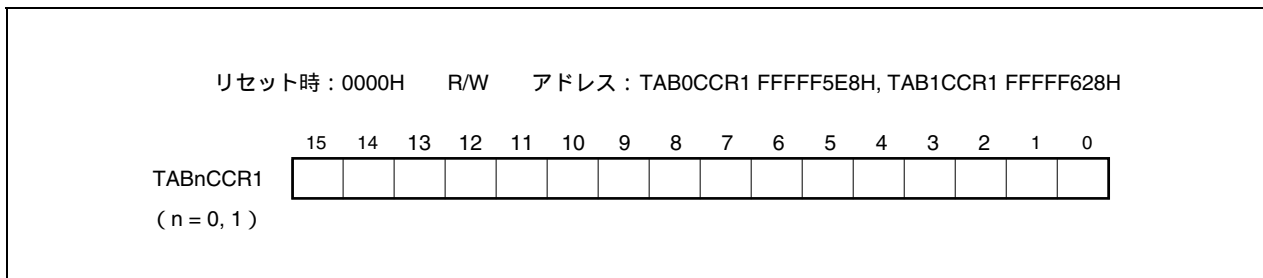 リセット時：0000H R/W アドレス：TAB0CCR1 FFFFF5E8H, TAB1CCR1 FFFFF628H
15 14 13 12 11 10 9 8 7 6 5 4 3 2 1 0
TABnCCR1
（n = 0, 1）